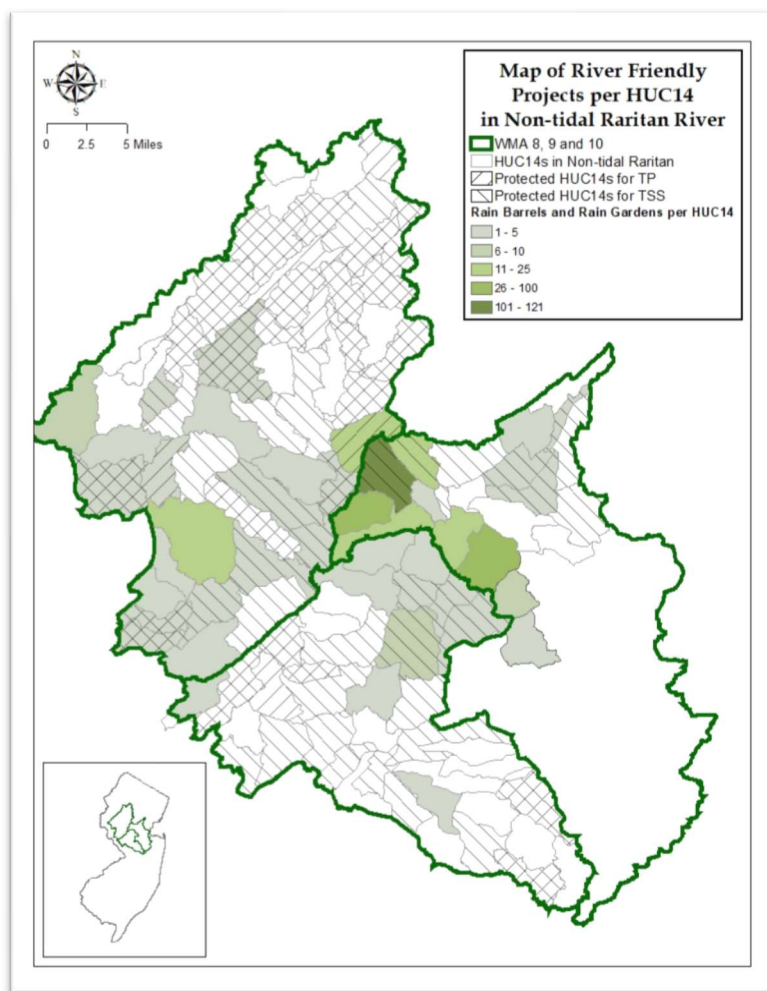 N
W E
S
0 2.5 5 Miles
Map of River Friendly
Projects per HUC14
in Non-tidal Raritan River
WMA 8, 9 and 10
HUC14s in Non-tidal Raritan
Protected HUC14s for TP
Protected HUC14s for TSS
Rain Barrels and Rain Gardens per HUC14
1 - 5
6 - 10
11 - 25
26 - 100
101 - 121